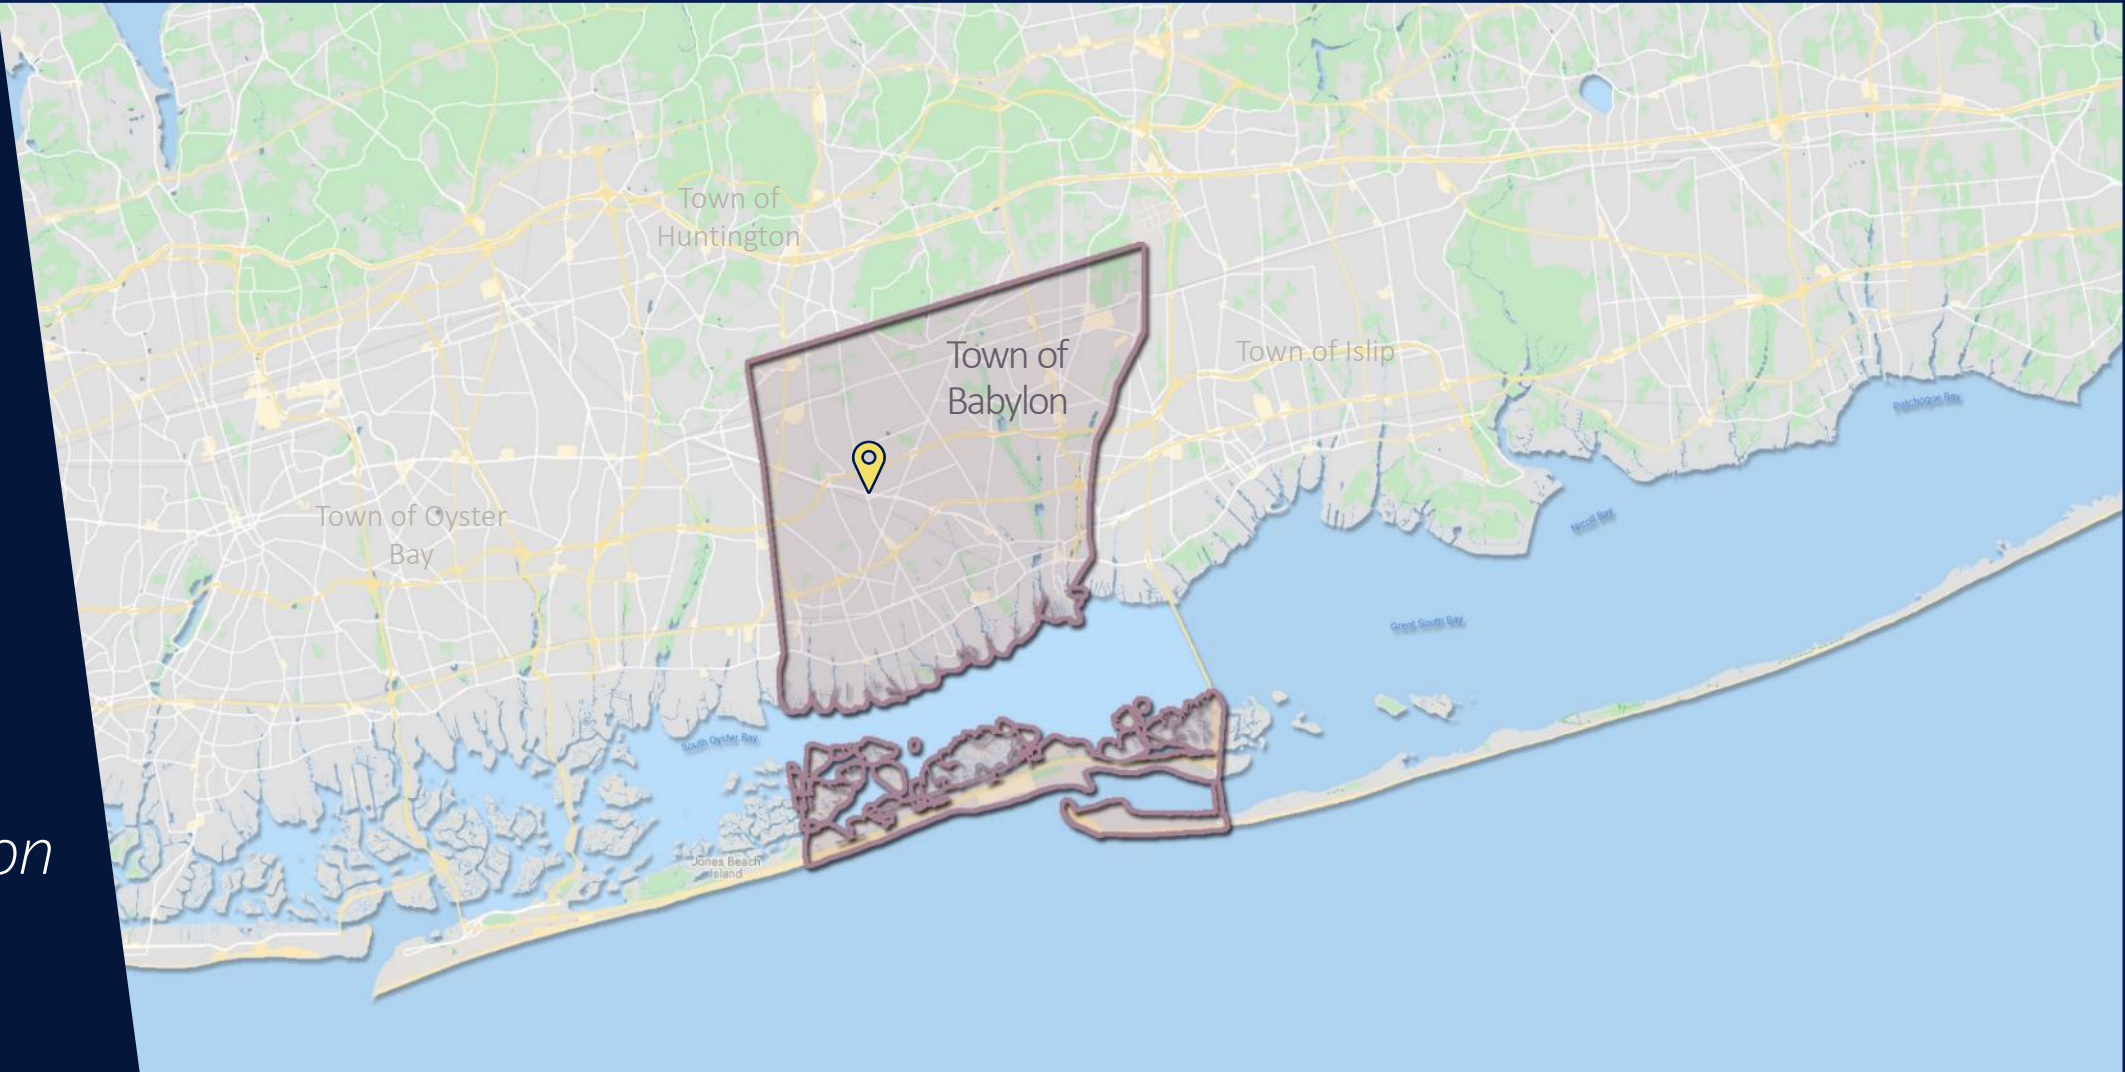 Town of
Huntington
Town of
Babylon
Town of Islip
Patchogue Bay
Town of Oyster
Bay
Nicoll Bay
Great South Bay
South Oyster Bay
on
Jones Beach
Island